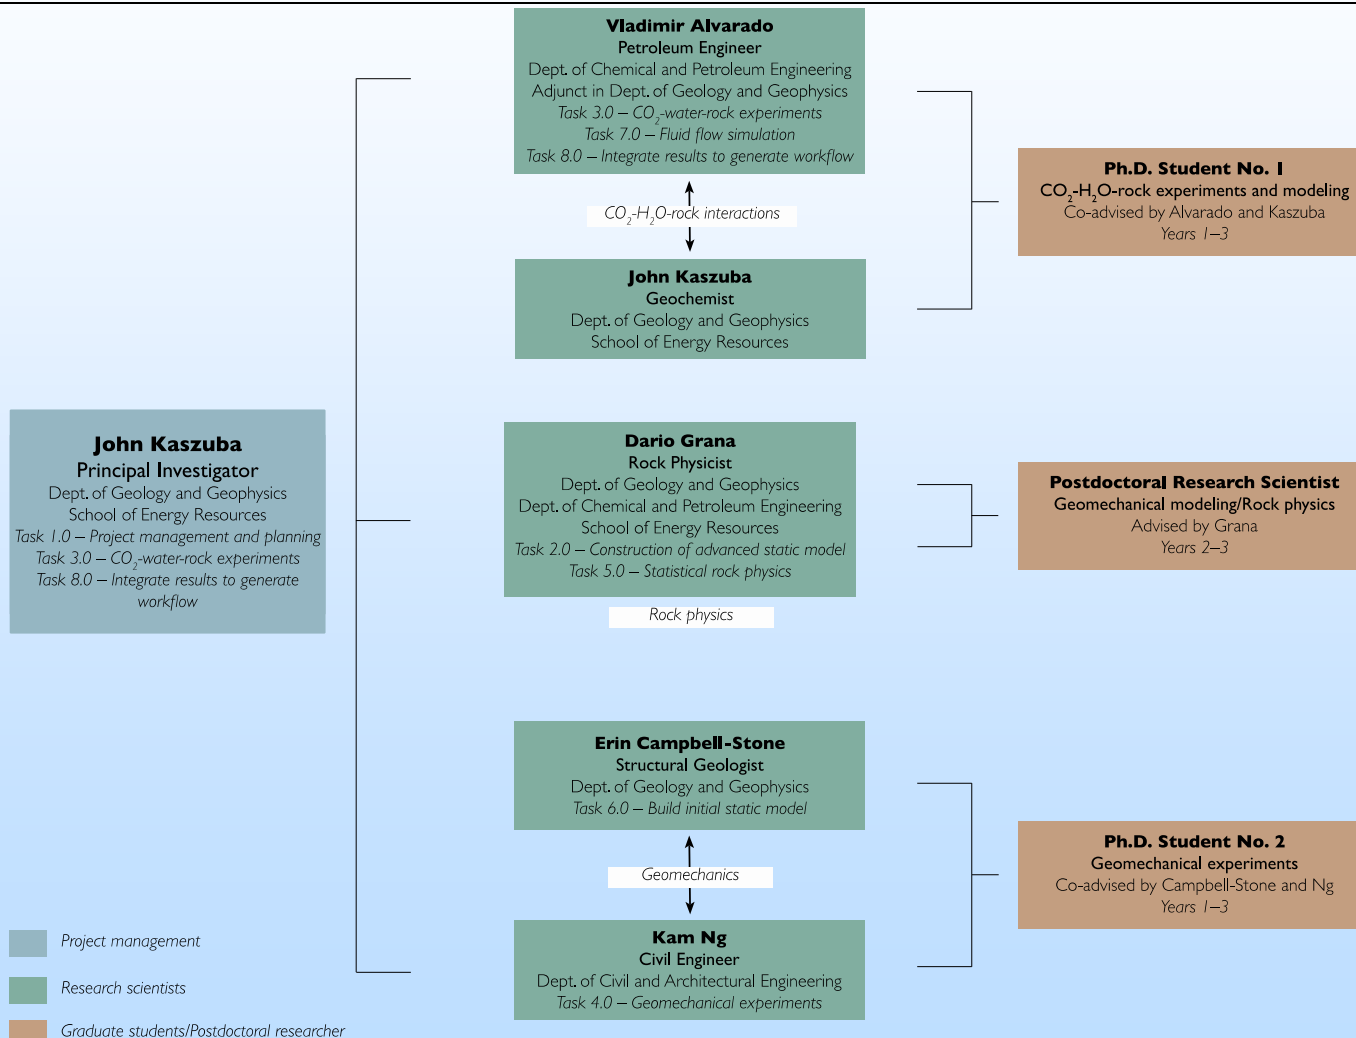 Vladimir Alvarado
Petroleum Engineer
Dept. of Chemical and Petroleum Engineering
Adjunct in Dept. of Geology and Geophysics
Task 3.0 – CO₂-water-rock experiments
Task 7.0 – Fluid flow simulation
Task 8.0 – Integrate results to generate workflow
CO₂-H₂O-rock interactions
John Kaszuba
Geochemist
Dept. of Geology and Geophysics
School of Energy Resources
Ph.D. Student No. 1
CO₂-H₂O-rock experiments and modeling
Co-advised by Alvarado and Kaszuba
Years 1–3
John Kaszuba
Principal Investigator
Dept. of Geology and Geophysics
School of Energy Resources
Task 1.0 – Project management and planning
Task 3.0 – CO₂-water-rock experiments
Task 8.0 – Integrate results to generate
workflow
Dario Grana
Rock Physicist
Dept. of Geology and Geophysics
Dept. of Chemical and Petroleum Engineering
School of Energy Resources
Task 2.0 – Construction of advanced static model
Task 5.0 – Statistical rock physics
Rock physics
Postdoctoral Research Scientist
Geomechanical modeling/Rock physics
Advised by Grana
Years 2–3
Erin Campbell-Stone
Structural Geologist
Dept. of Geology and Geophysics
Task 6.0 – Build initial static model
Geomechanics
Kam Ng
Civil Engineer
Dept. of Civil and Architectural Engineering
Task 4.0 – Geomechanical experiments
Ph.D. Student No. 2
Geomechanical experiments
Co-advised by Campbell-Stone and Ng
Years 1–3
Project management
Research scientists
Graduate students/Postdoctoral researcher